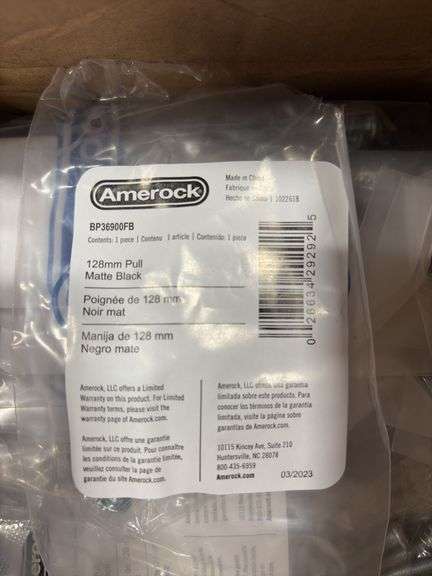 Amerock
Made in China
Fabriqué
Hecho en China | 1022618
BP36900FB
Contents: 1 piece | Contenu 1 article | Contenido: 1 pieza
128mm Pull
Matte Black
Poignée de 128 mm
Noir mat
Manija de 128 mm
Negro mate
0 26634 29292 5
Amerock, LLC offers a Limited
Warranty on this product. For Limited
Warranty terms, please visit the
warranty page of Amerock.com.
Amerock, LLC offre une garantie
limitée sur ce produit. Pour connaître
les conditions de la garantie limitée,
veuillez consulter la page de
garantie du site Amerock.com.
Amerock, LLC ofrece una garantía
limitada sobre este producto. Para
conocer los términos de la garantía
limitada, visite la página sobre
garantías de Amerock.com.
10115 Kincey Ave, Suite 210
Huntersville, NC 28078
800-435-6959
Amerock.com 03/2023